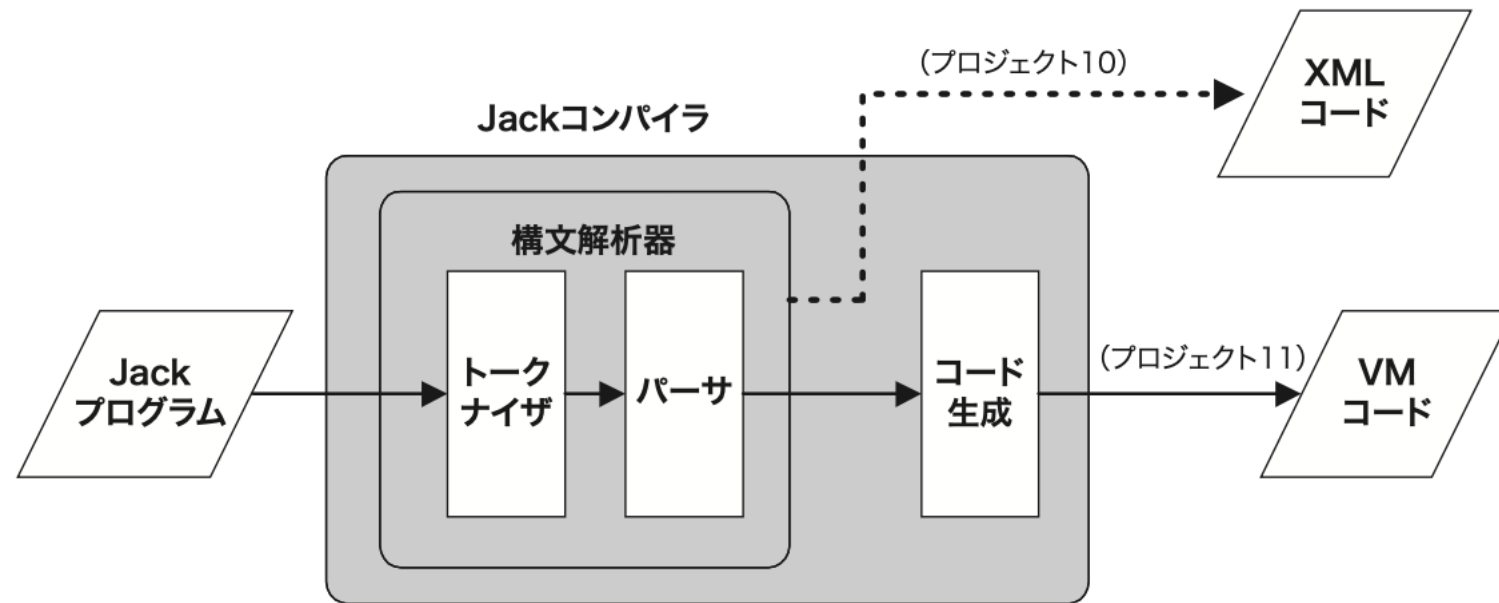 (プロジェクト10)
XML
コード
Jackコンパイラ
構文解析器
Jack
プログラム
トーク
ナイザ
パーサ
コード
生成
(プロジェクト11)
VM
コード